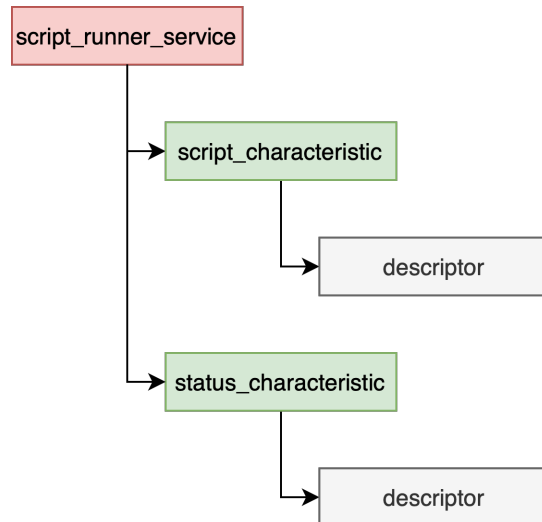 script_runner_service
script_characteristic
descriptor
status_characteristic
descriptor